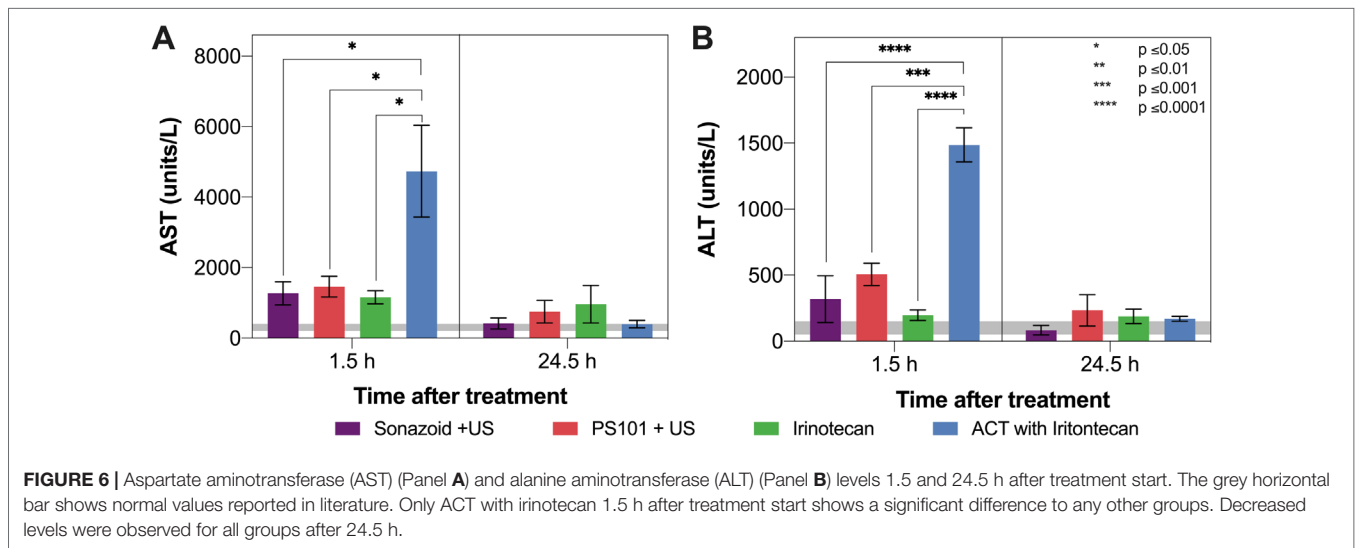 A
8000
6000
4000
2000
0
AST (units/L)
*
*
*
1.5 h
24.5 h
Time after treatment
B
2000
1500
1000
500
0
ALT (units/L)
****
***
****
* p ≤0.05
** p ≤0.01
*** p ≤0.001
**** p ≤0.0001
1.5 h
24.5 h
Time after treatment
Sonazoid +US PS101 + US Irinotecan ACT with Iritontecan
FIGURE 6 | Aspartate aminotransferase (AST) (Panel A) and alanine aminotransferase (ALT) (Panel B) levels 1.5 and 24.5 h after treatment start. The grey horizontal
bar shows normal values reported in literature. Only ACT with irinotecan 1.5 h after treatment start shows a significant difference to any other groups. Decreased
levels were observed for all groups after 24.5 h.